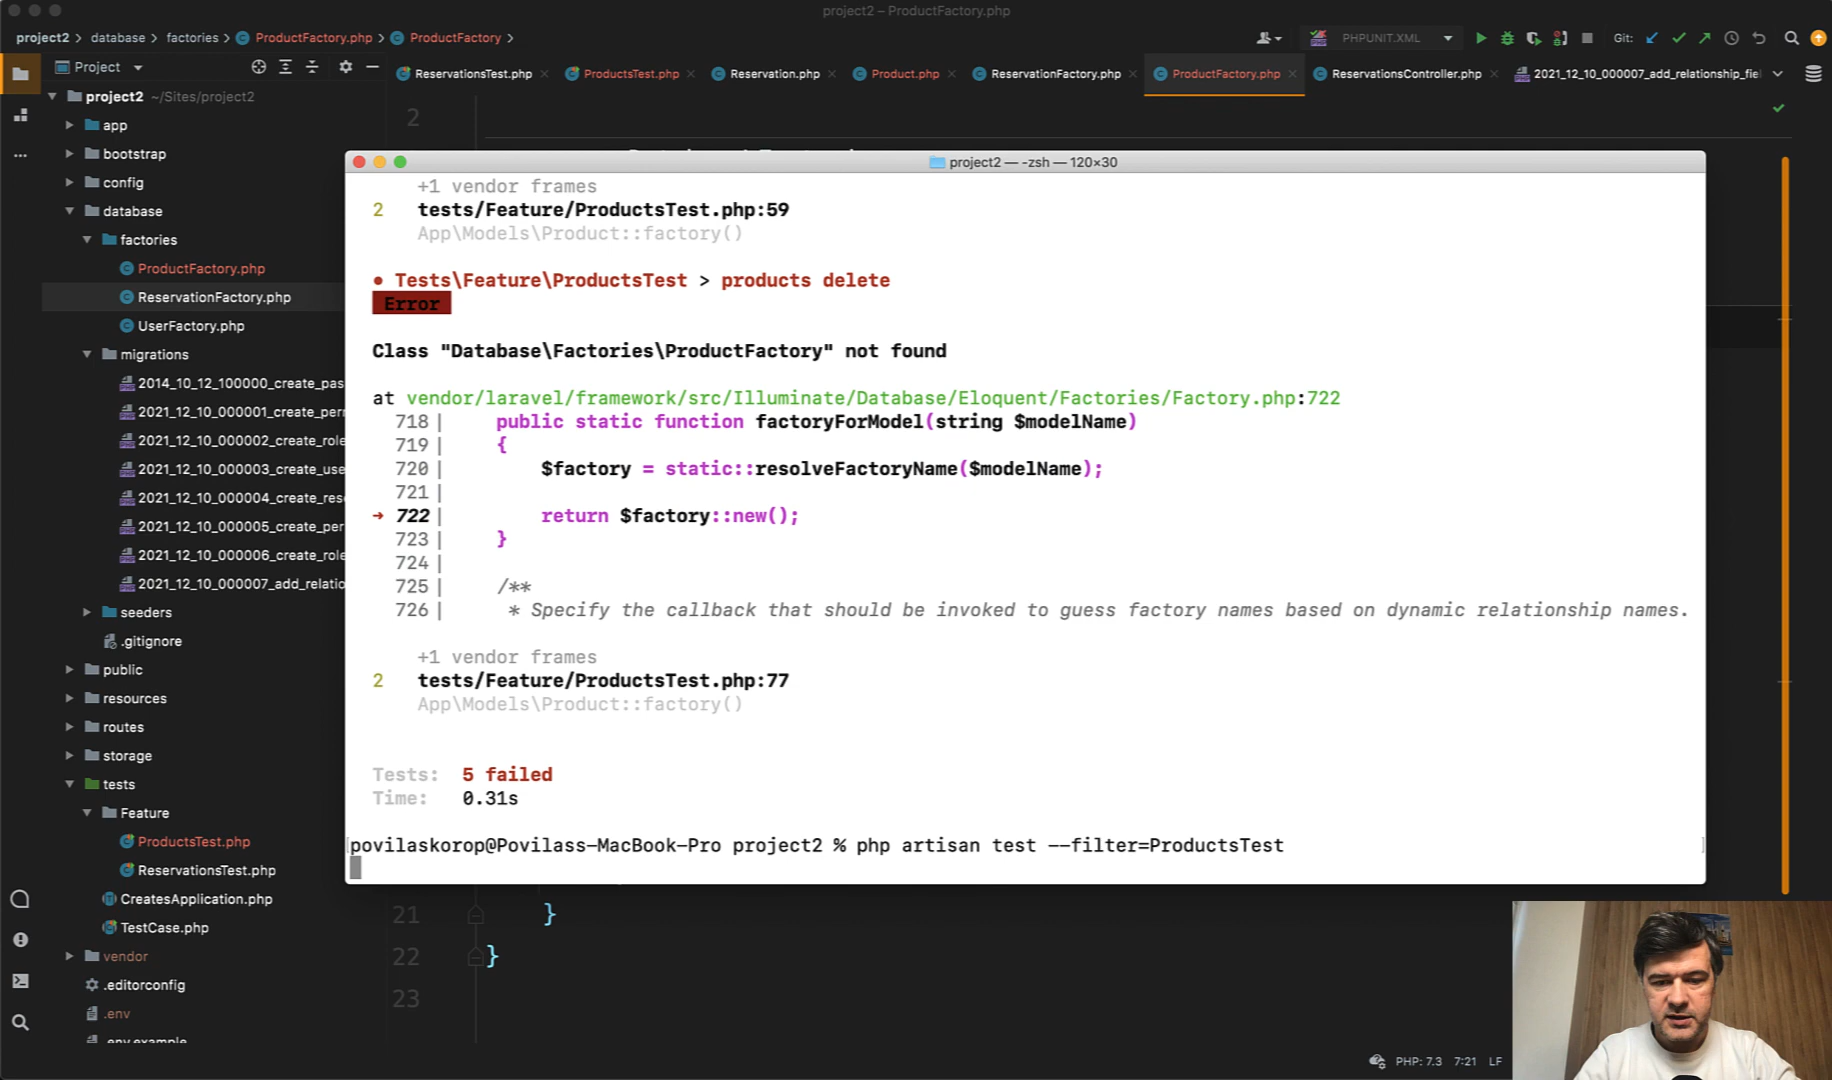 project2 – ProductFactory.php
project2 > database > factories > ProductFactory.php > ProductFactory >
PHPUNIT.XML
Git:
Project
ReservationsTest.php
ProductsTest.php
Reservation.php
Product.php
ReservationFactory.php
ProductFactory.php
ReservationsController.php
2021_12_10_000007_add_relationship_fie
project2 ~/Sites/project2
app
bootstrap
config
database
factories
ProductFactory.php
ReservationFactory.php
UserFactory.php
migrations
2014_10_12_100000_create_pas
2021_12_10_000001_create_perr
2021_12_10_000002_create_role
2021_12_10_000003_create_use
2021_12_10_000004_create_rese
2021_12_10_000005_create_per
2021_12_10_000006_create_role
2021_12_10_000007_add_relatio
seeders
.gitignore
public
resources
routes
storage
tests
Feature
ProductsTest.php
ReservationsTest.php
CreatesApplication.php
TestCase.php
vendor
.editorconfig
.env
.env.example
2
project2 — -zsh — 120×30
+1 vendor frames
2 tests/Feature/ProductsTest.php:59
App\Models\Product::factory()
• Tests\Feature\ProductsTest > products delete
Error
Class "Database\Factories\ProductFactory" not found
at vendor/laravel/framework/src/Illuminate/Database/Eloquent/Factories/Factory.php:722
718| public static function factoryForModel(string $modelName)
719| {
720| $factory = static::resolveFactoryName($modelName);
721|
➜ 722| return $factory::new();
723| }
724|
725| /**
726| * Specify the callback that should be invoked to guess factory names based on dynamic relationship names.
+1 vendor frames
2 tests/Feature/ProductsTest.php:77
App\Models\Product::factory()
Tests: 5 failed
Time: 0.31s
povilaskorop@Povilass-MacBook-Pro project2 % php artisan test --filter=ProductsTest
21 }
22 }
23
PHP: 7.3 7:21 LF